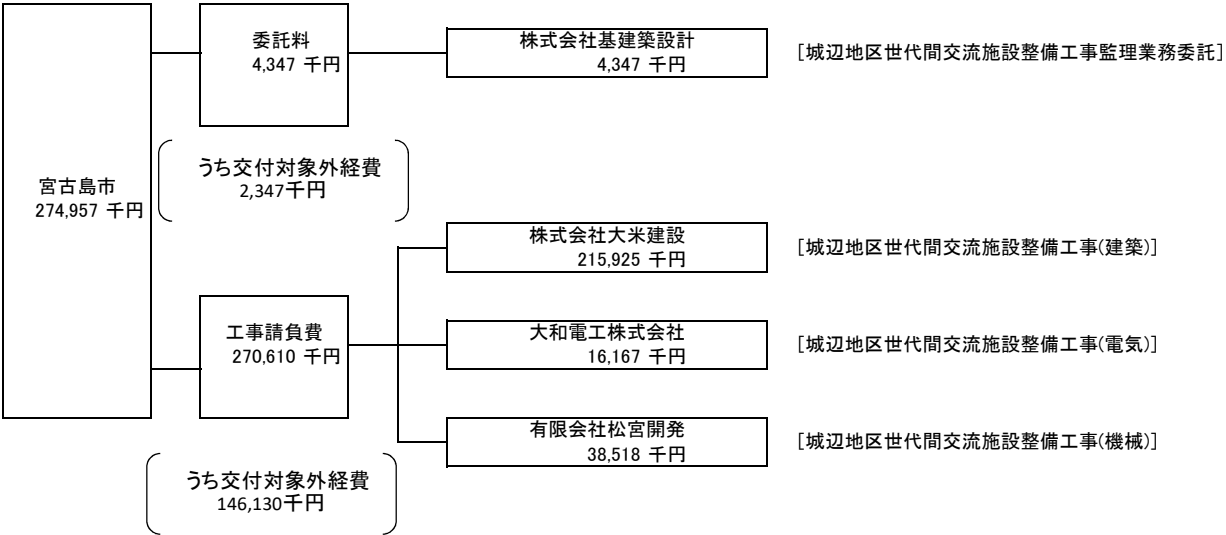 委託料
4,347 千円
株式会社基建築設計
4,347 千円
[城辺地区世代間交流施設整備工事監理業務委託]
うち交付対象外経費
2,347千円
宮古島市
274,957 千円
株式会社大米建設
215,925 千円
[城辺地区世代間交流施設整備工事(建築)]
工事請負費
270,610 千円
大和電工株式会社
16,167 千円
[城辺地区世代間交流施設整備工事(電気)]
有限会社松宮開発
38,518 千円
[城辺地区世代間交流施設整備工事(機械)]
うち交付対象外経費
146,130千円